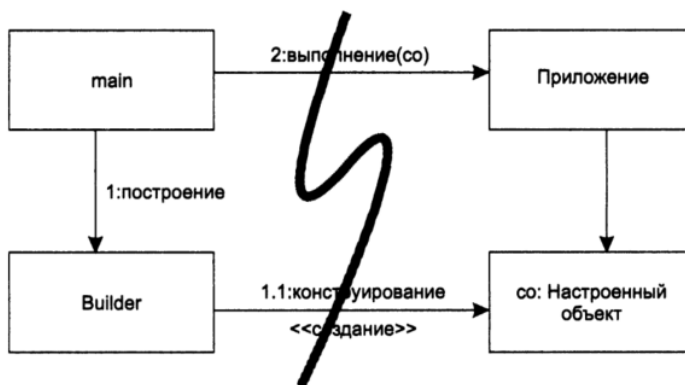 2:выполнение(со)
main
Приложение
1:построение
Builder
1.1:конструирование
<<создание>>
со: Настроенный
объект